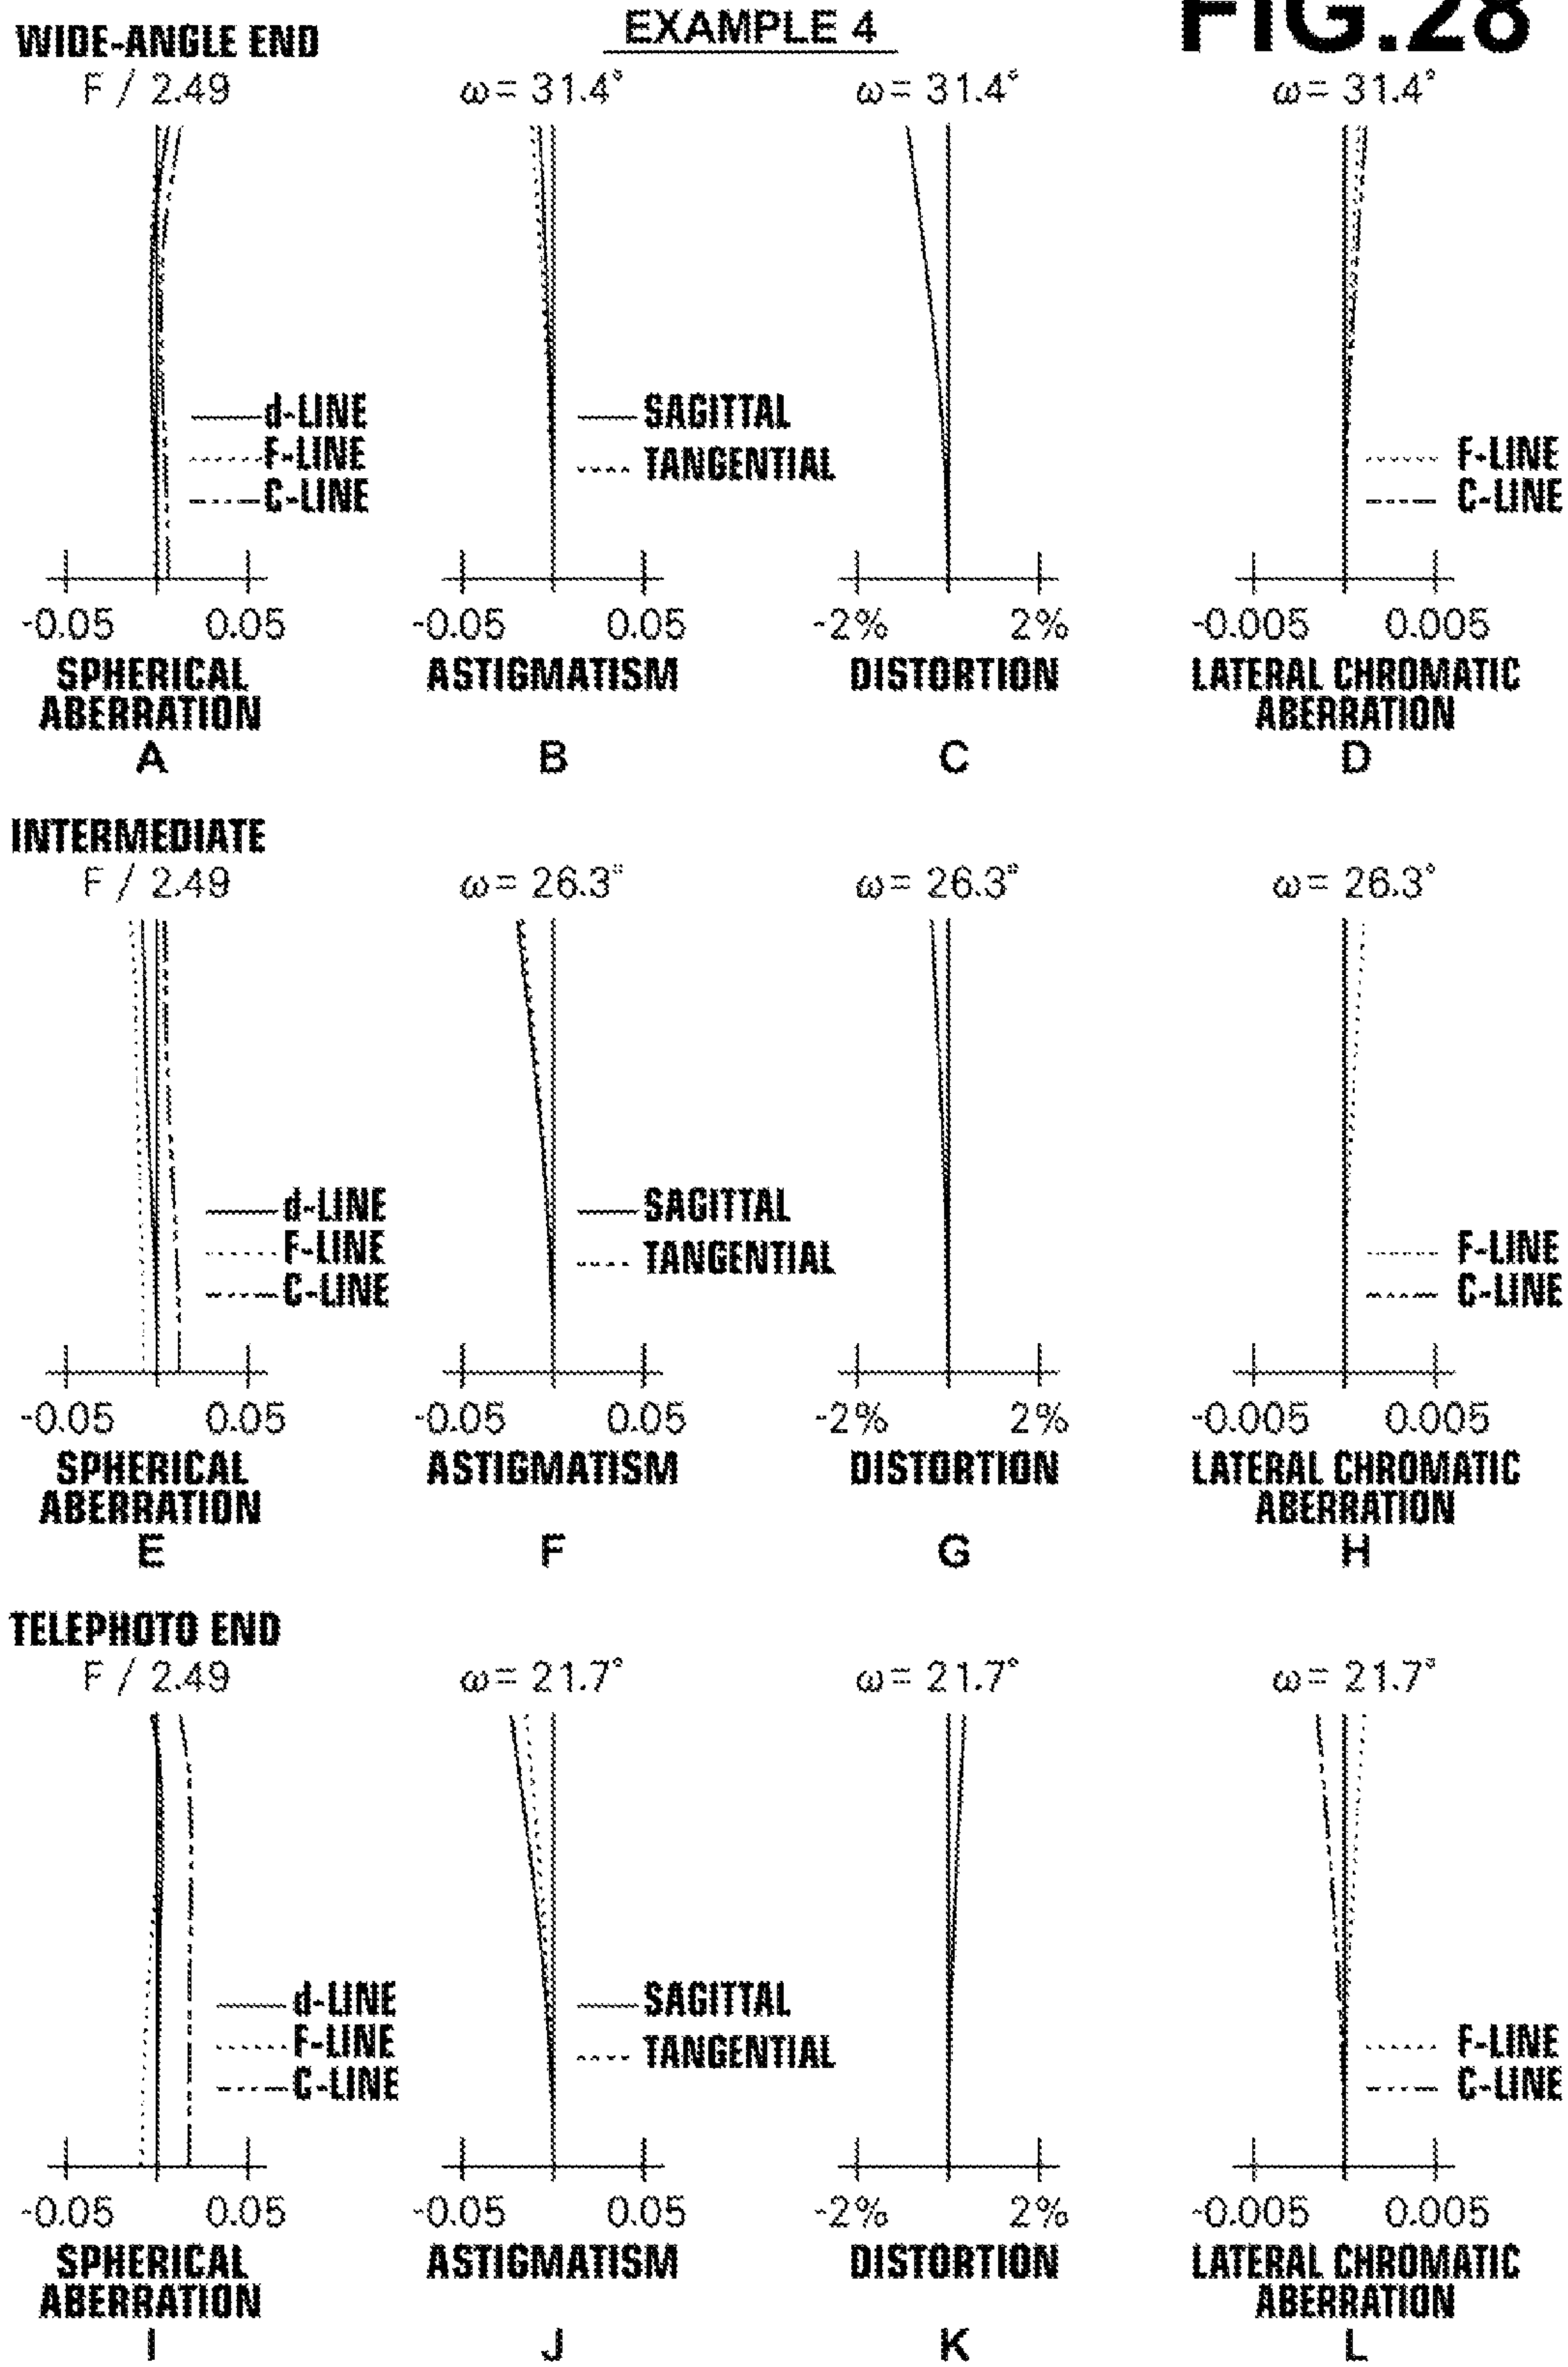 FIG.28
EXAMPLE 4
WIDE-ANGLE END
F / 2.49
ω= 31.4°
ω= 31.4°
ω= 31.4°
d-LINE
F-LINE
C-LINE
SAGITTAL
TANGENTIAL
F-LINE
C-LINE
-0.05 0.05
-0.05 0.05
-2% 2%
-0.005 0.005
SPHERICAL
ABERRATION
ASTIGMATISM
DISTORTION
LATERAL CHROMATIC
ABERRATION
A
B
C
D
INTERMEDIATE
F / 2.49
ω= 26.3°
ω= 26.3°
ω= 26.3°
d-LINE
F-LINE
C-LINE
SAGITTAL
TANGENTIAL
F-LINE
C-LINE
-0.05 0.05
-0.05 0.05
-2% 2%
-0.005 0.005
SPHERICAL
ABERRATION
ASTIGMATISM
DISTORTION
LATERAL CHROMATIC
ABERRATION
E
F
G
H
TELEPHOTO END
F / 2.49
ω= 21.7°
ω= 21.7°
ω= 21.7°
d-LINE
F-LINE
C-LINE
SAGITTAL
TANGENTIAL
F-LINE
C-LINE
-0.05 0.05
-0.05 0.05
-2% 2%
-0.005 0.005
SPHERICAL
ABERRATION
ASTIGMATISM
DISTORTION
LATERAL CHROMATIC
ABERRATION
I
J
K
L